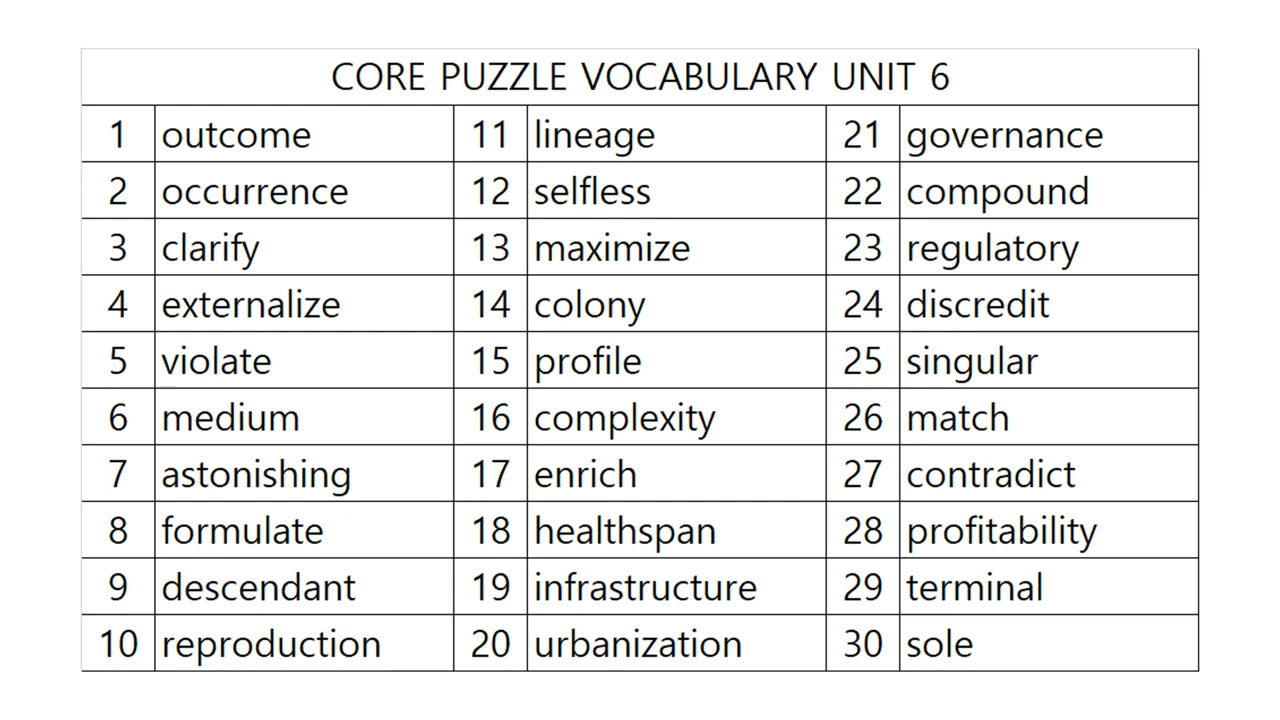 CORE PUZZLE VOCABULARY UNIT 6
1 outcome 11 lineage 21 governance
2 occurrence 12 selfless 22 compound
3 clarify 13 maximize 23 regulatory
4 externalize 14 colony 24 discredit
5 violate 15 profile 25 singular
6 medium 16 complexity 26 match
7 astonishing 17 enrich 27 contradict
8 formulate 18 healthspan 28 profitability
9 descendant 19 infrastructure 29 terminal
10 reproduction 20 urbanization 30 sole